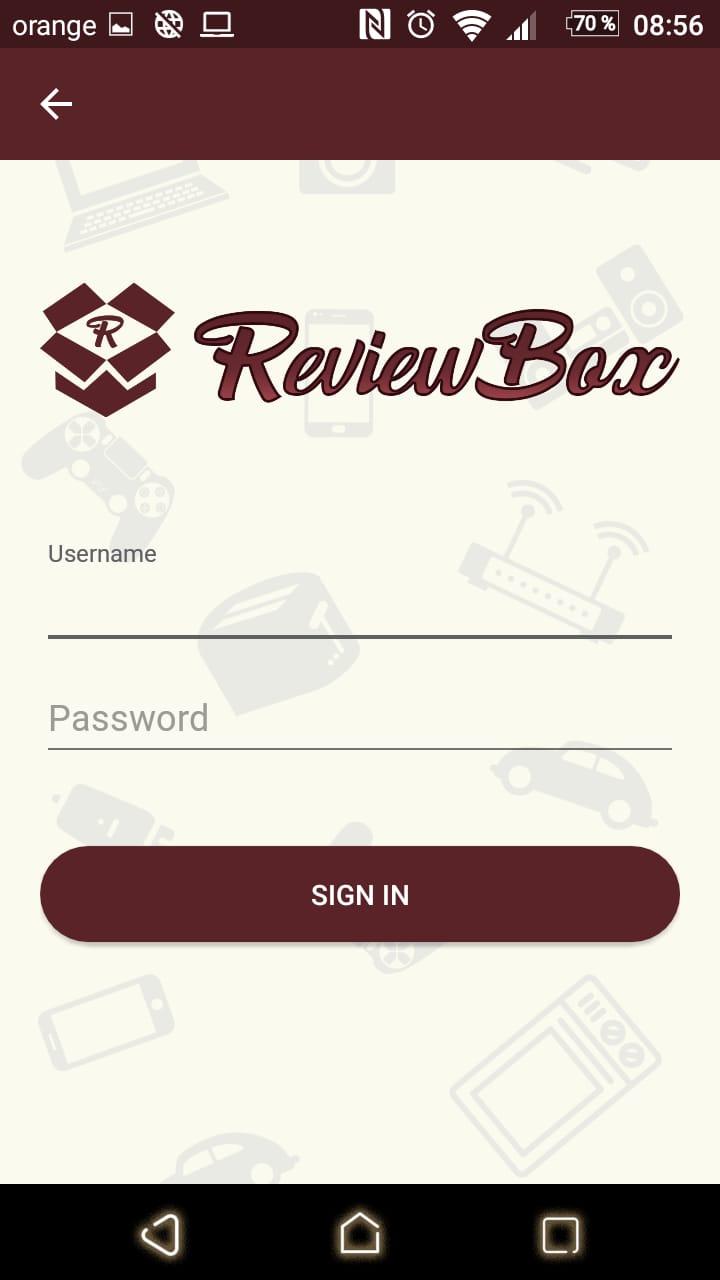 orange 70 % 08:56
R ReviewBox
Username
Password
SIGN IN